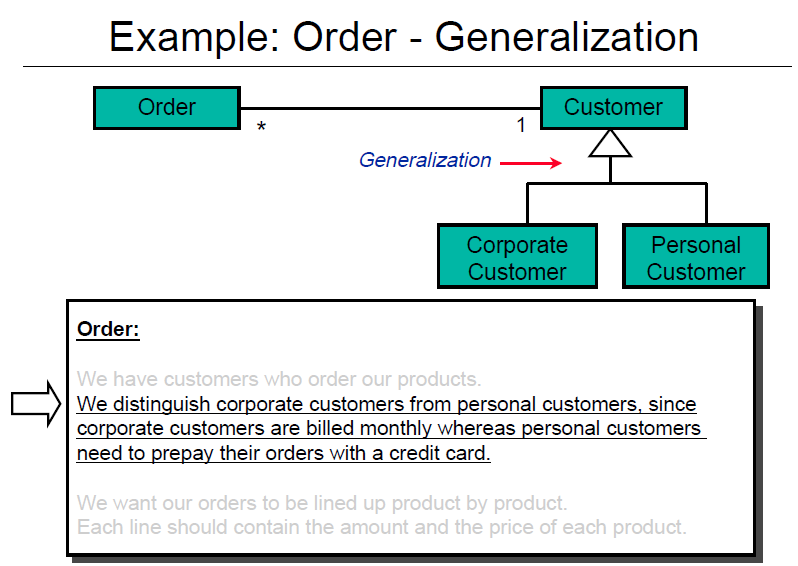 Example: Order - Generalization
Order
Customer
*
1
Generalization
Corporate
Customer
Personal
Customer
Order:
We have customers who order our products.
We distinguish corporate customers from personal customers, since
corporate customers are billed monthly whereas personal customers
need to prepay their orders with a credit card.
We want our orders to be lined up product by product.
Each line should contain the amount and the price of each product.